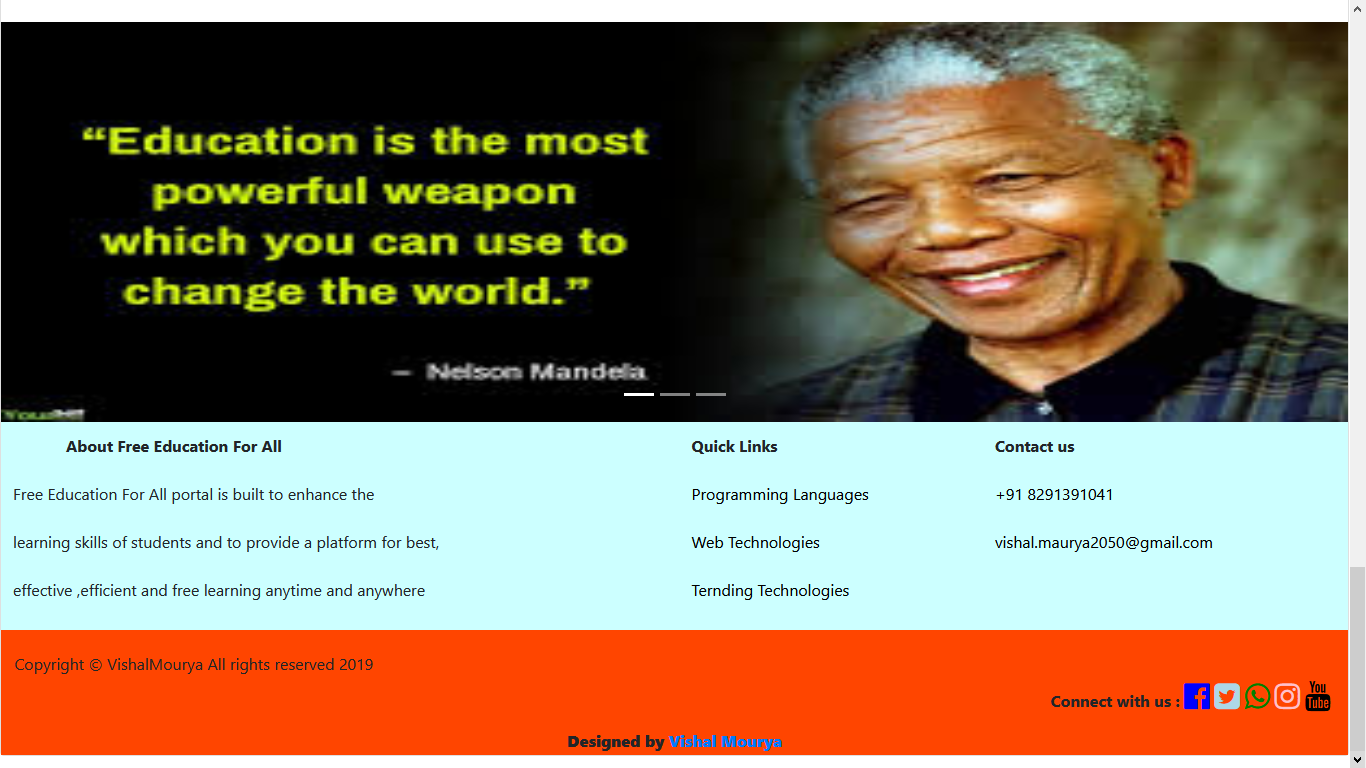 “Education is the most
powerful weapon
which you can use to
change the world.”
– Nelson Mandela
About Free Education For All
Free Education For All portal is built to enhance the
learning skills of students and to provide a platform for best,
effective ,efficient and free learning anytime and anywhere
Quick Links
Programming Languages
Web Technologies
Ternding Technologies
Contact us
+91 8291391041
vishal.maurya2050@gmail.com
Copyright © VishalMourya All rights reserved 2019
Connect with us :
You
Tube
Designed by Vishal Mourya